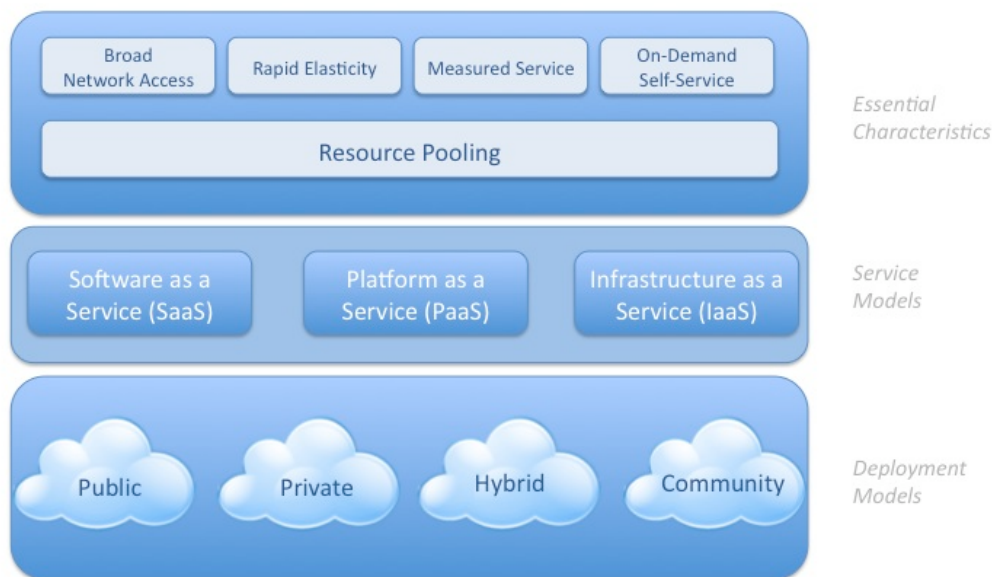 Broad
Network Access
Rapid Elasticity
Measured Service
On-Demand
Self-Service
Resource Pooling
Essential
Characteristics
Software as a
Service (SaaS)
Platform as a
Service (PaaS)
Infrastructure as a
Service (IaaS)
Service
Models
Public
Private
Hybrid
Community
Deployment
Models